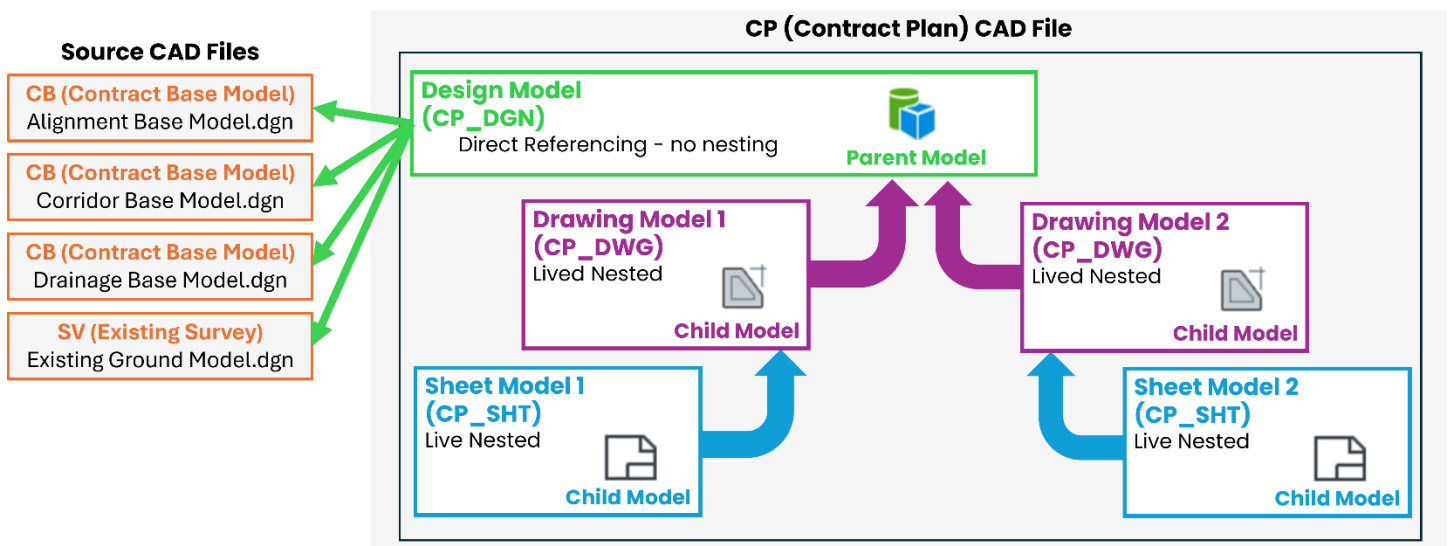 CP (Contract Plan) CAD File
Source CAD Files
CB (Contract Base Model)
Alignment Base Model.dgn
CB (Contract Base Model)
Corridor Base Model.dgn
CB (Contract Base Model)
Drainage Base Model.dgn
SV (Existing Survey)
Existing Ground Model.dgn
Design Model
(CP_DGN)
Direct Referencing - no nesting
Parent Model
Drawing Model 1
(CP_DWG)
Lived Nested
Child Model
Drawing Model 2
(CP_DWG)
Lived Nested
Child Model
Sheet Model 1
(CP_SHT)
Live Nested
Child Model
Sheet Model 2
(CP_SHT)
Live Nested
Child Model